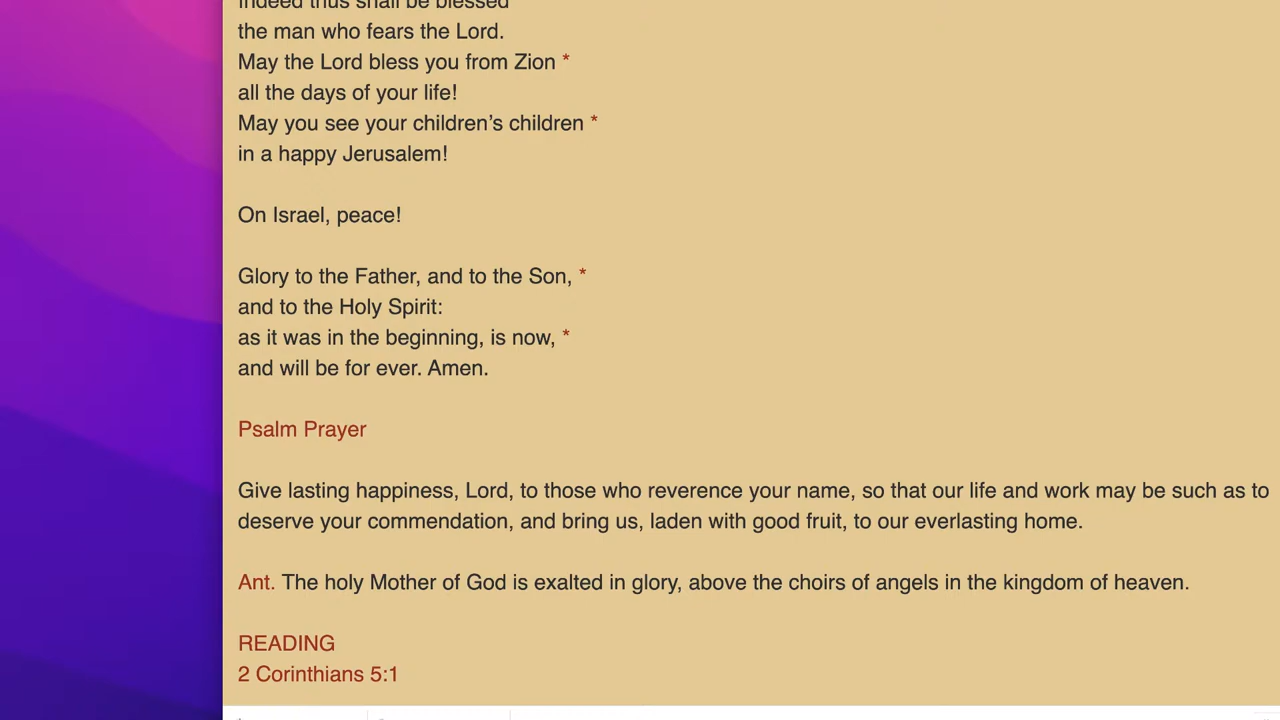 Indeed thus shall be blessed
the man who fears the Lord.
May the Lord bless you from Zion *
all the days of your life!
May you see your children’s children *
in a happy Jerusalem!
On Israel, peace!
Glory to the Father, and to the Son, *
and to the Holy Spirit:
as it was in the beginning, is now, *
and will be for ever. Amen.
Psalm Prayer
Give lasting happiness, Lord, to those who reverence your name, so that our life and work may be such as to
deserve your commendation, and bring us, laden with good fruit, to our everlasting home.
Ant. The holy Mother of God is exalted in glory, above the choirs of angels in the kingdom of heaven.
READING
2 Corinthians 5:1